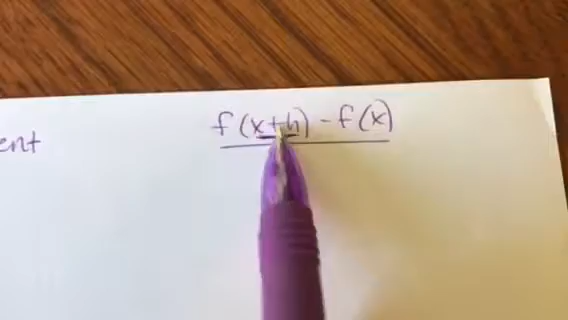 f(x+h) - f(x)
ent